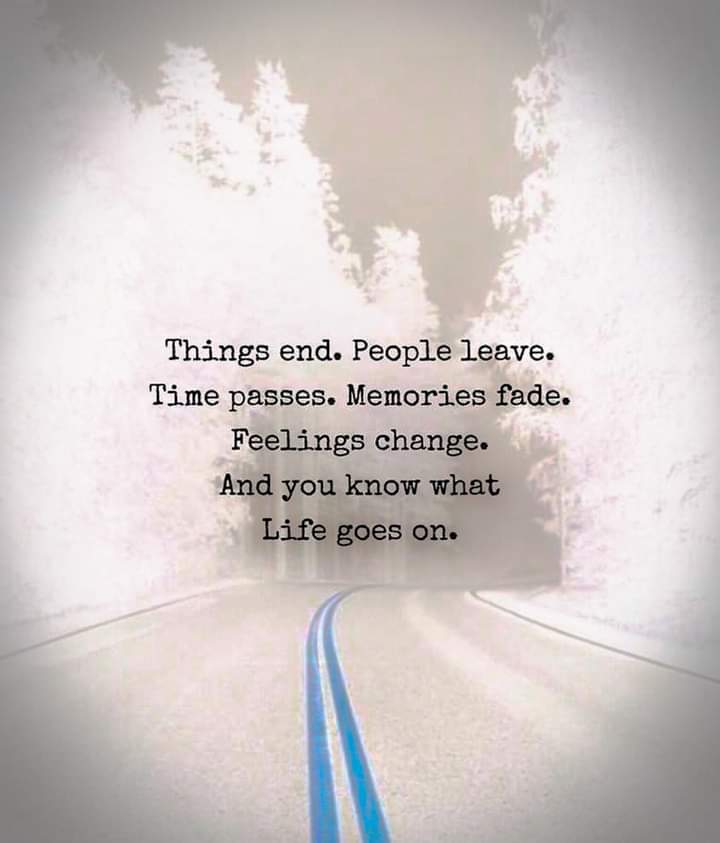 Things end. People leave.
Time passes. Memories fade.
Feelings change.
And you know what
Life goes on.